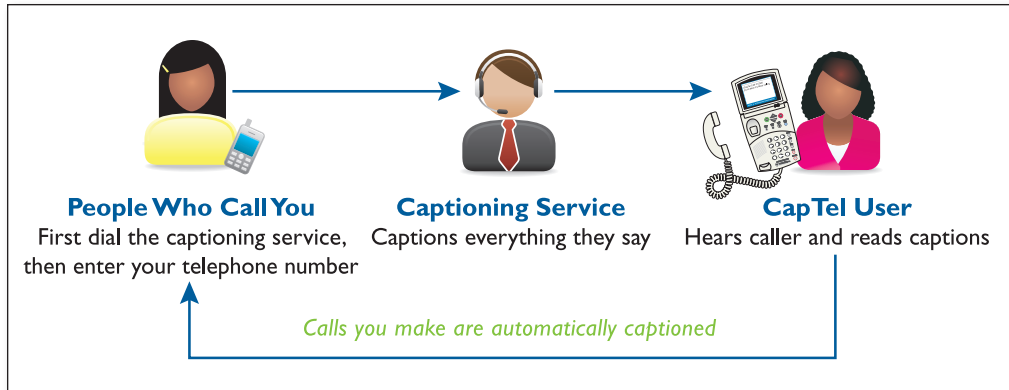 People Who Call You
First dial the captioning service,
then enter your telephone number
Captioning Service
Captions everything they say
CapTel User
Hears caller and reads captions
Calls you make are automatically captioned